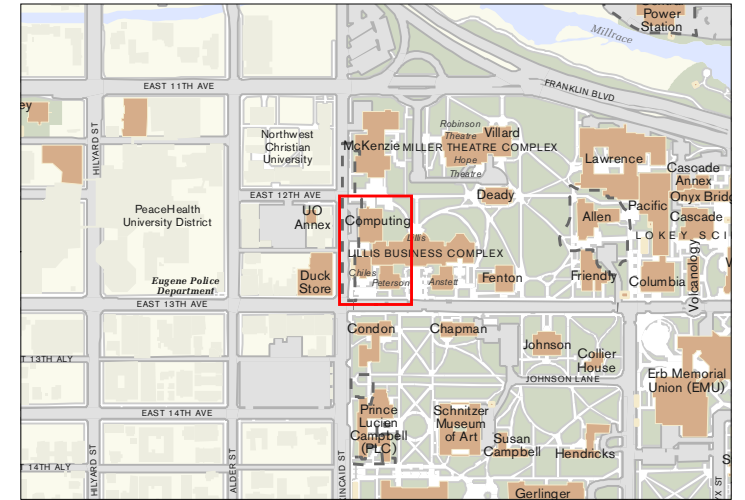 Power
Station
Millrace
EAST 11TH AVE
FRANKLIN BLVD
HILYARD ST
Northwest
Christian
University
McKenzie
Robinson
Theatre
Villard
MILLER THEATRE COMPLEX
Hope
Theatre
Lawrence
Cascade
Annex
EAST 12TH AVE
Deady
Onyx Bridg
PeaceHealth
University District
UO
Annex
Computing
Allen
Pacific
Cascade
LOKEY SCI
Lillis
LILLIS BUSINESS COMPLEX
Eugene Police
Department
Duck
Store
Chiles
Peterson
Anstett
Fenton
Friendly
Columbia
Volcanology
EAST 13TH AVE
Condon
Chapman
Johnson
Collier
House
T 13TH ALY
JOHNSON LANE
Erb Memorial
Union (EMU)
EAST 14TH AVE
Prince
Lucien
Campbell
(PLC)
Schnitzer
Museum
of Art
Susan
Campbell
Hendricks
T 14TH ALY
HILYARD ST
ALDER ST
INCAID ST
YX ST
Gerlinger